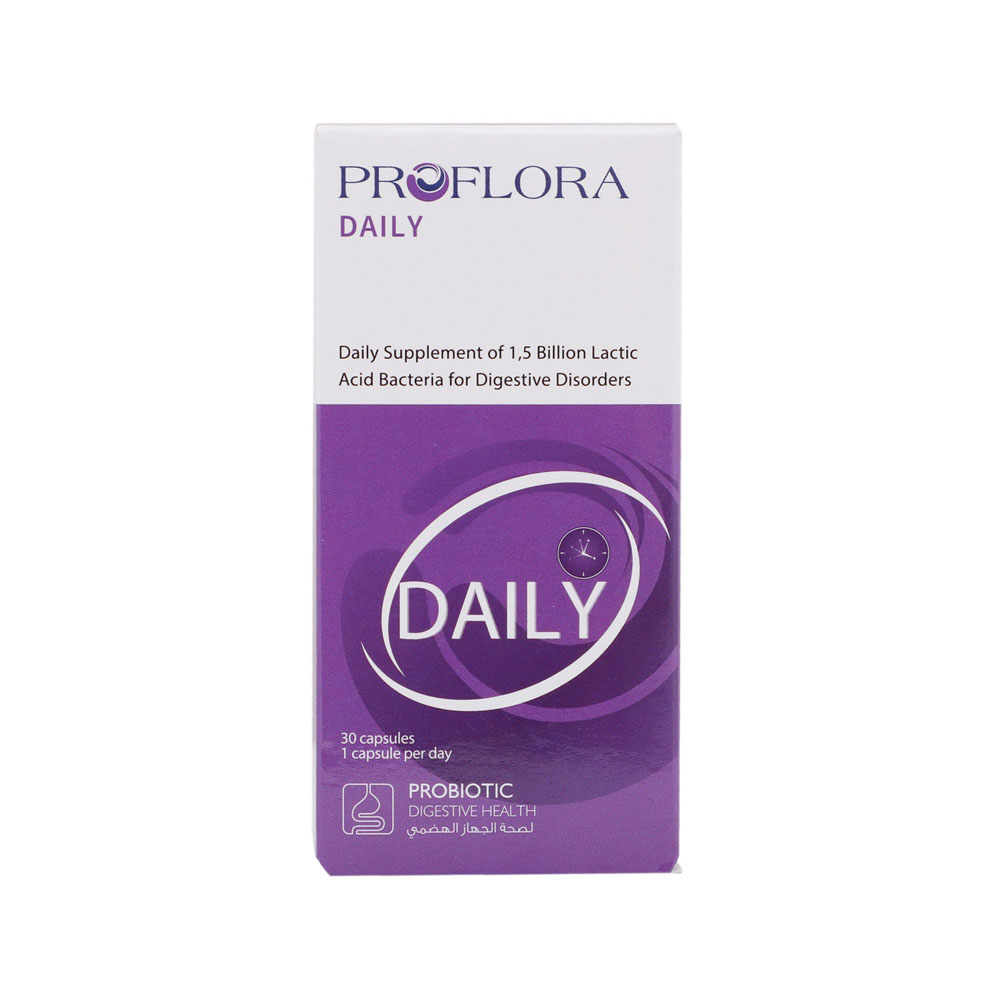 PROFLORA
DAILY
Daily Supplement of 1,5 Billion Lactic
Acid Bacteria for Digestive Disorders
DAILY
30 capsules
1 capsule per day
PROBIOTIC
DIGESTIVE HEALTH
لصحة الجهاز الهضمي